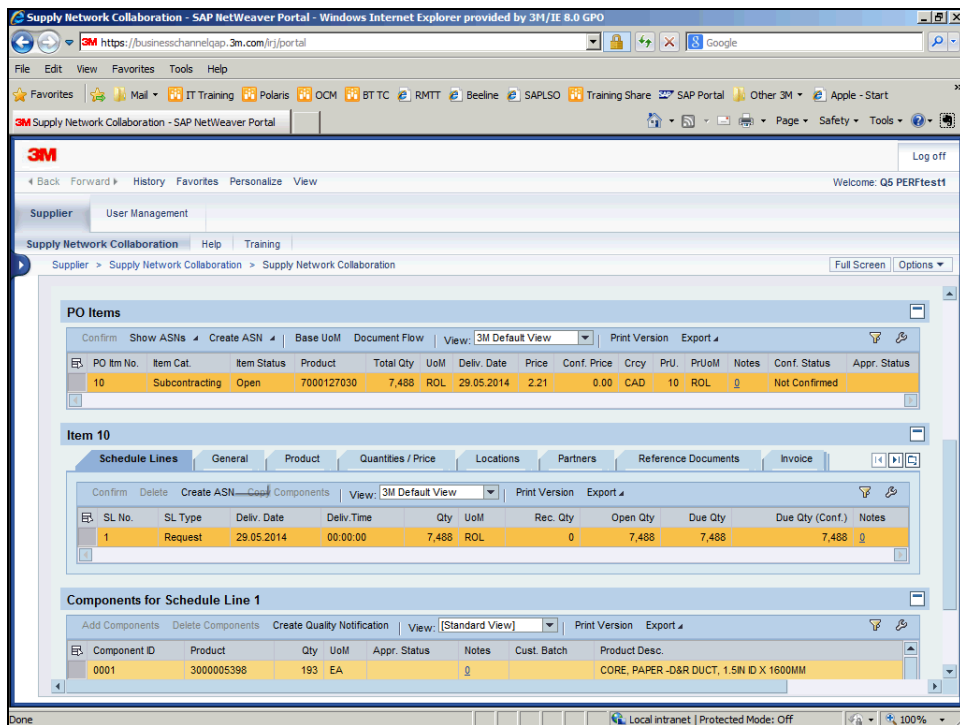 Supply Network Collaboration - SAP NetWeaver Portal - Windows Internet Explorer provided by 3M/IE 8.0 GPO
3M https://businesschannelqap.3m.com/irj/portal Google
File Edit View Favorites Tools Help
Favorites Mail IT Training Polaris OCM BT TC RMTT Beeline SAPLSO Training Share SAP Portal Other 3M Apple - Start »
3M Supply Network Collaboration - SAP NetWeaver Portal Page Safety Tools
3M Log off
Back Forward History Favorites Personalize View Welcome: Q5 PERFtest1
Supplier User Management
Supply Network Collaboration Help Training
Supplier > Supply Network Collaboration > Supply Network Collaboration Full Screen Options
PO Items
Confirm Show ASNs Create ASN Base UoM Document Flow View: 3M Default View Print Version Export
PO Itm No. Item Cat. Item Status Product Total Qty UoM Deliv. Date Price Conf. Price Crcy PrU. PrUoM Notes Conf. Status Appr. Status
10 Subcontracting Open 7000127030 7,488 ROL 29.05.2014 2.21 0.00 CAD 10 ROL 0 Not Confirmed
Item 10
Schedule Lines General Product Quantities / Price Locations Partners Reference Documents Invoice
Confirm Delete Create ASN Copy Components View: 3M Default View Print Version Export
SL No. SL Type Deliv. Date Deliv.Time Qty UoM Rec. Qty Open Qty Due Qty Due Qty (Conf.) Notes
1 Request 29.05.2014 00:00:00 7,488 ROL 0 7,488 7,488 7,488 0
Components for Schedule Line 1
Add Components Delete Components Create Quality Notification View: [Standard View] Print Version Export
Component ID Product Qty UoM Appr. Status Notes Cust. Batch Product Desc.
0001 3000005398 193 EA 0 CORE, PAPER -D&R DUCT, 1.5IN ID X 1600MM
Done Local intranet | Protected Mode: Off 100%